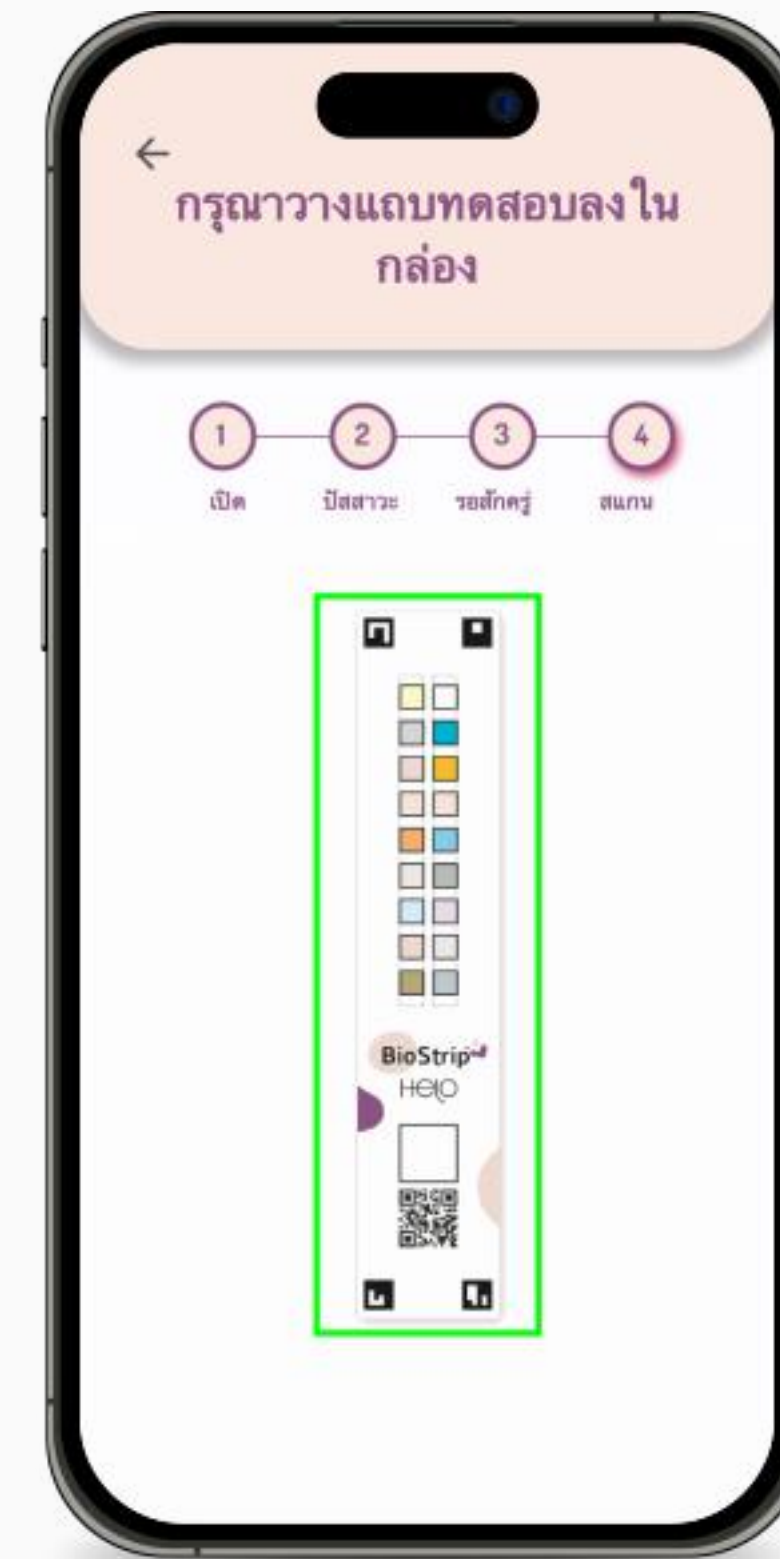 กรุณาวางแถบทดสอบลงใน
กล่อง
1
2
3
4
เปิด
ปัสสาวะ
รอสักครู่
สแกน
BioStrip
HELO